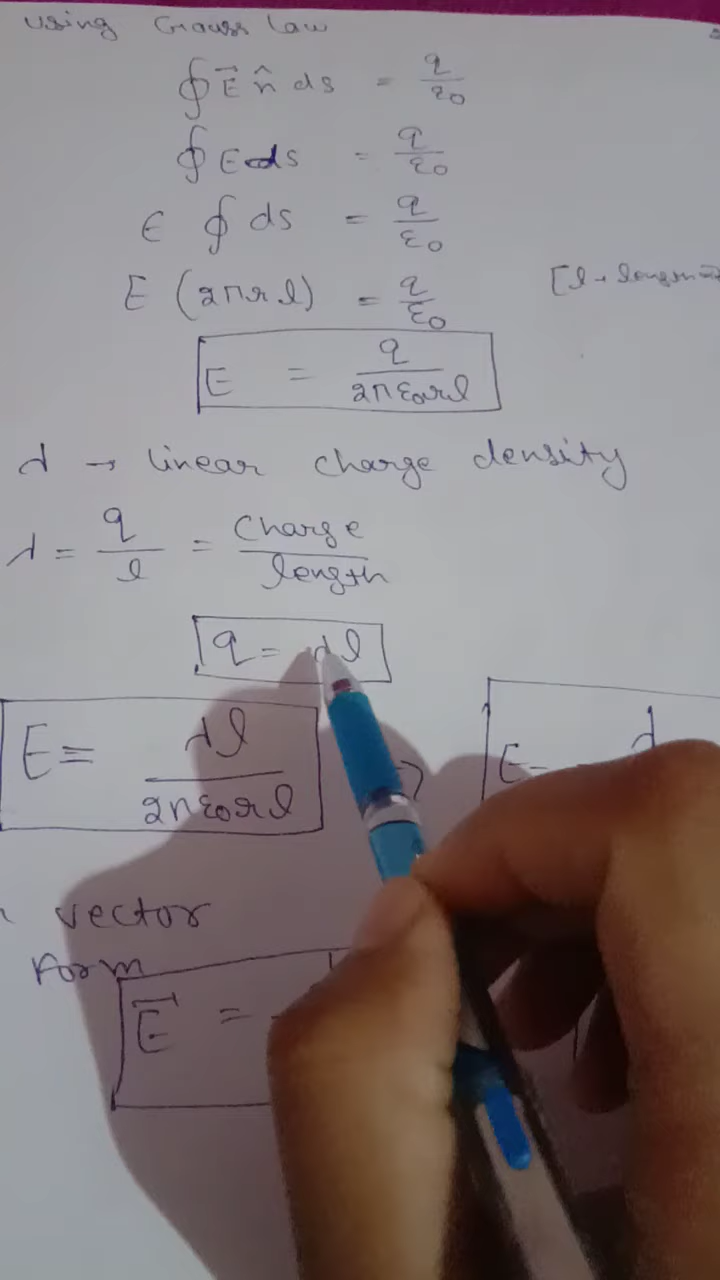 using Gauss law
∮ E⃗ n̂ ds = q/ε0
∮ E ds = q/ε0
E ∮ ds = q/ε0
E (2πrl) = q/ε0 [l → length
E = q/2πε0rl
λ → linear charge density
λ = q/l = charge/length
q = λl
E = λl/2πε0rl → E = λ
vector
Form
E⃗ =